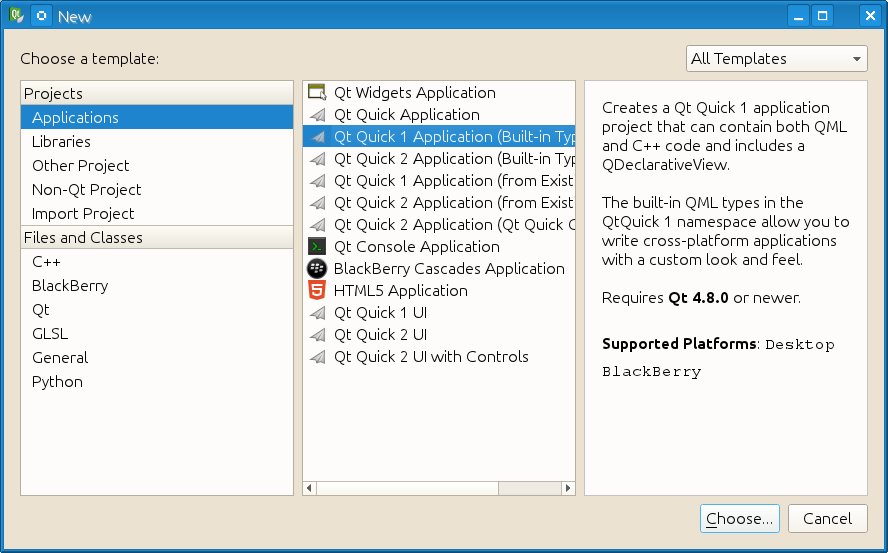 New
Choose a template:
All Templates
Projects
Applications
Libraries
Other Project
Non-Qt Project
Import Project
Files and Classes
C++
BlackBerry
Qt
GLSL
General
Python
Qt Widgets Application
Qt Quick Application
Qt Quick 1 Application (Built-in Typ
Qt Quick 2 Application (Built-in Typ
Qt Quick 1 Application (from Exist
Qt Quick 2 Application (from Exist
Qt Quick 2 Application (Qt Quick C
Qt Console Application
BlackBerry Cascades Application
HTML5 Application
Qt Quick 1 UI
Qt Quick 2 UI
Qt Quick 2 UI with Controls
Creates a Qt Quick 1 application
project that can contain both QML
and C++ code and includes a
QDeclarativeView.
The built-in QML types in the
QtQuick 1 namespace allow you to
write cross-platform applications
with a custom look and feel.
Requires Qt 4.8.0 or newer.
Supported Platforms: Desktop
BlackBerry
Choose...
Cancel